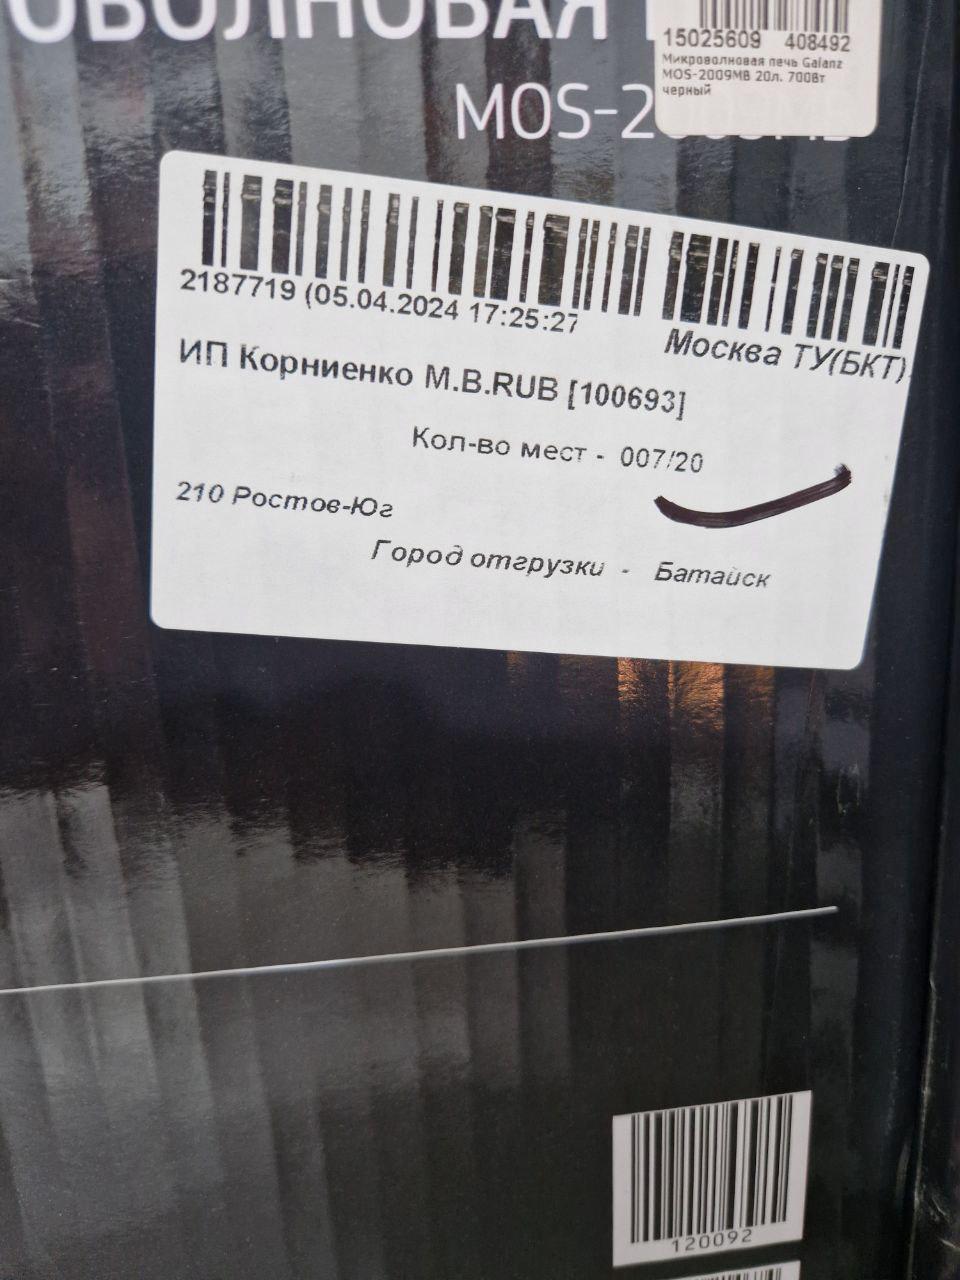 ОВОЛНОВАЯ
15025609 408492
Микроволновая печь Galanz
MOS-2009MB 20л. 700Вт
черный
MOS-2
2187719 (05.04.2024 17:25:27
Москва ТУ(БКТ)
ИП Корниенко М.В.RUB [100693]
Кол-во мест - 007/20
210 Ростов-Юг
Город отгрузки - Батайск
120092